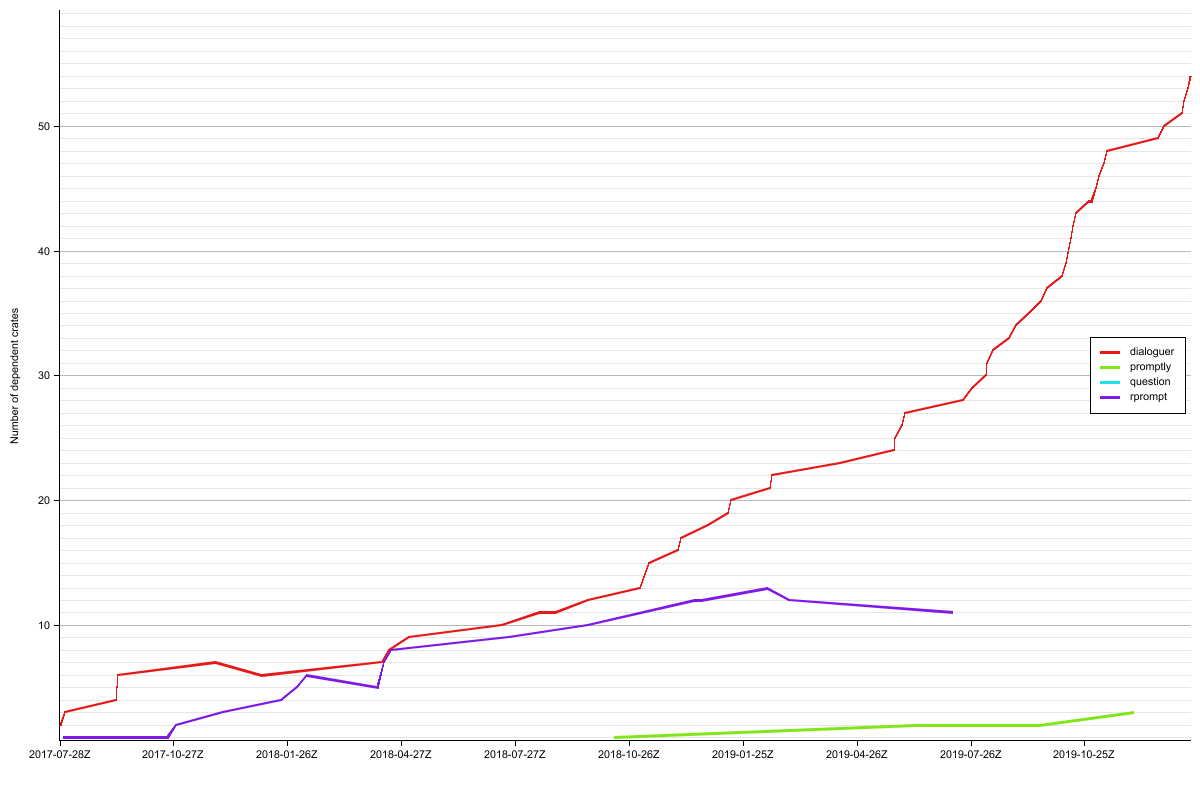 Number of dependent crates
50
40
30
20
10
dialoguer
promptly
question
rprompt
2017-07-28Z
2017-10-27Z
2018-01-26Z
2018-04-27Z
2018-07-27Z
2018-10-26Z
2019-01-25Z
2019-04-26Z
2019-07-26Z
2019-10-25Z